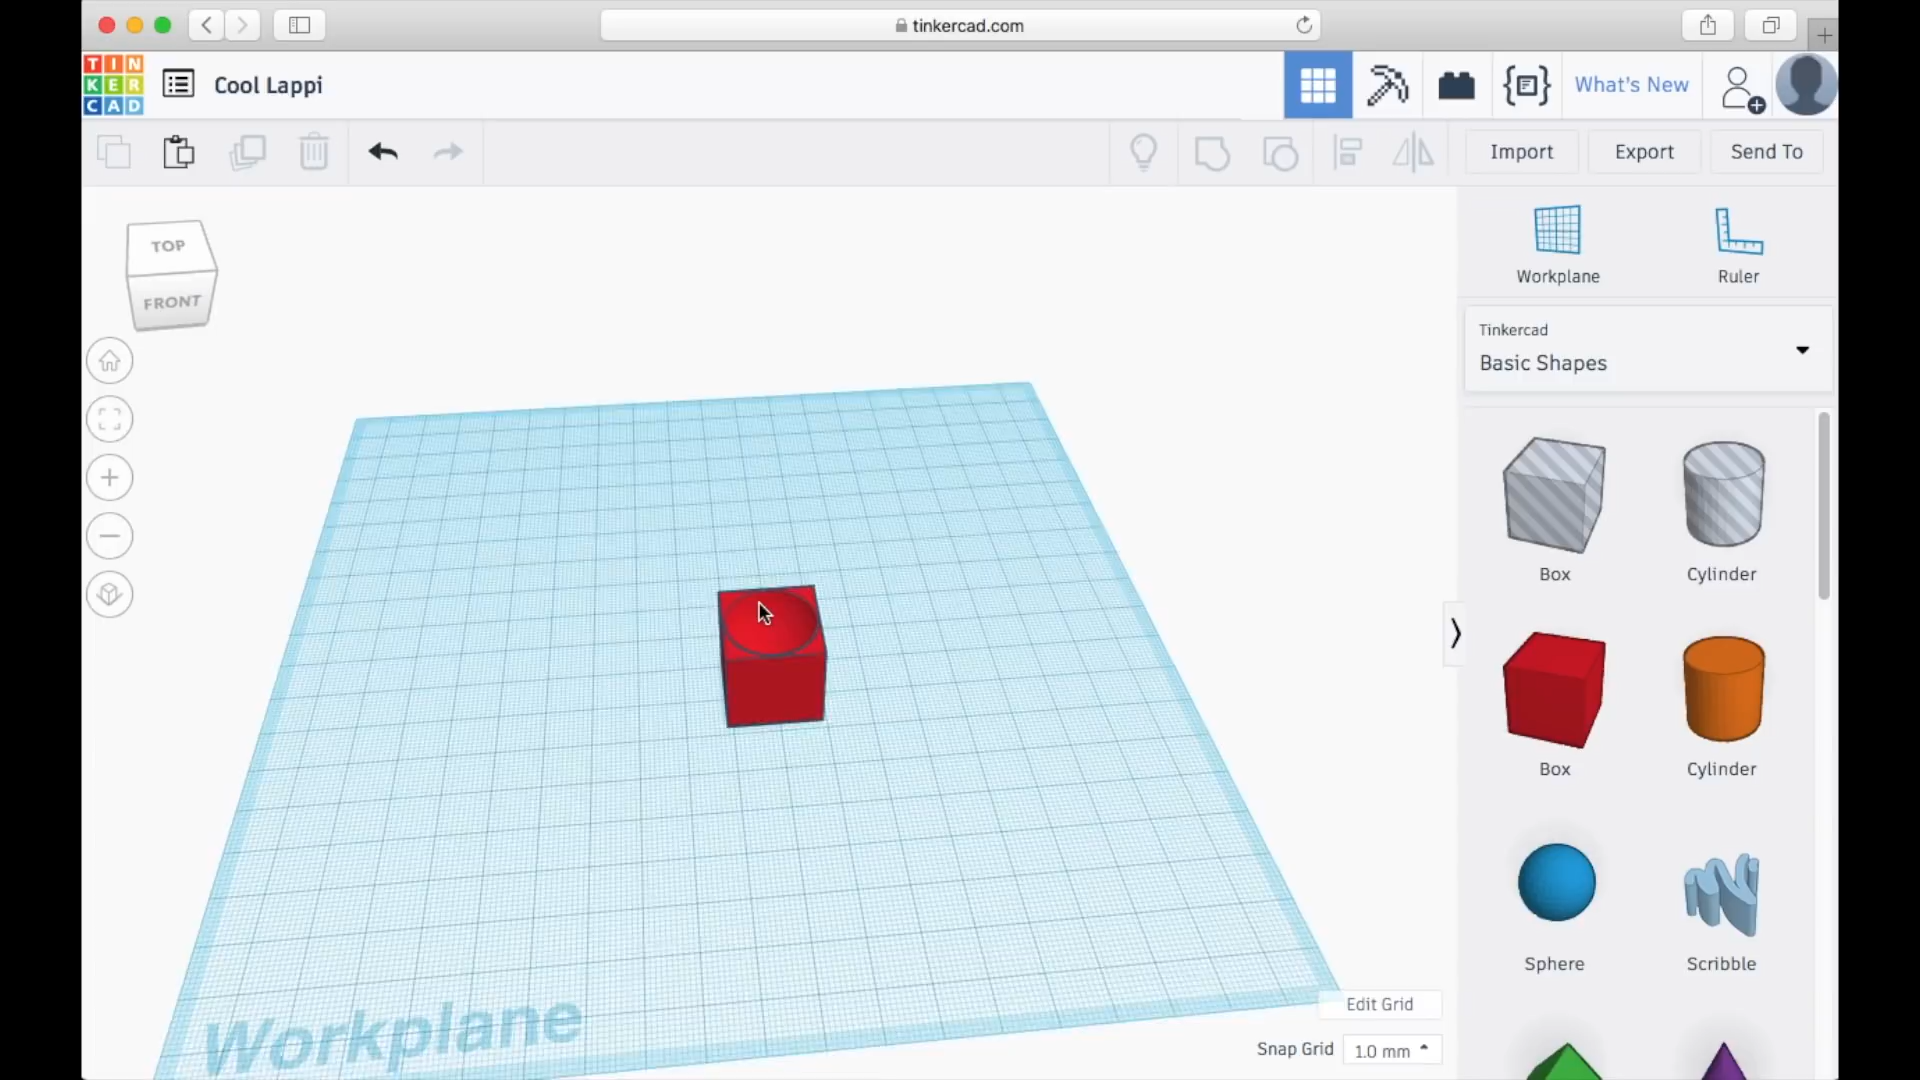 tinkercad.com
TIN
KER
CAD
Cool Lappi
What's New
Import
Export
Send To
TOP
FRONT
Workplane
Ruler
Tinkercad
Basic Shapes
Box
Cylinder
Box
Cylinder
Sphere
Scribble
Workplane
Edit Grid
Snap Grid
1.0 mm